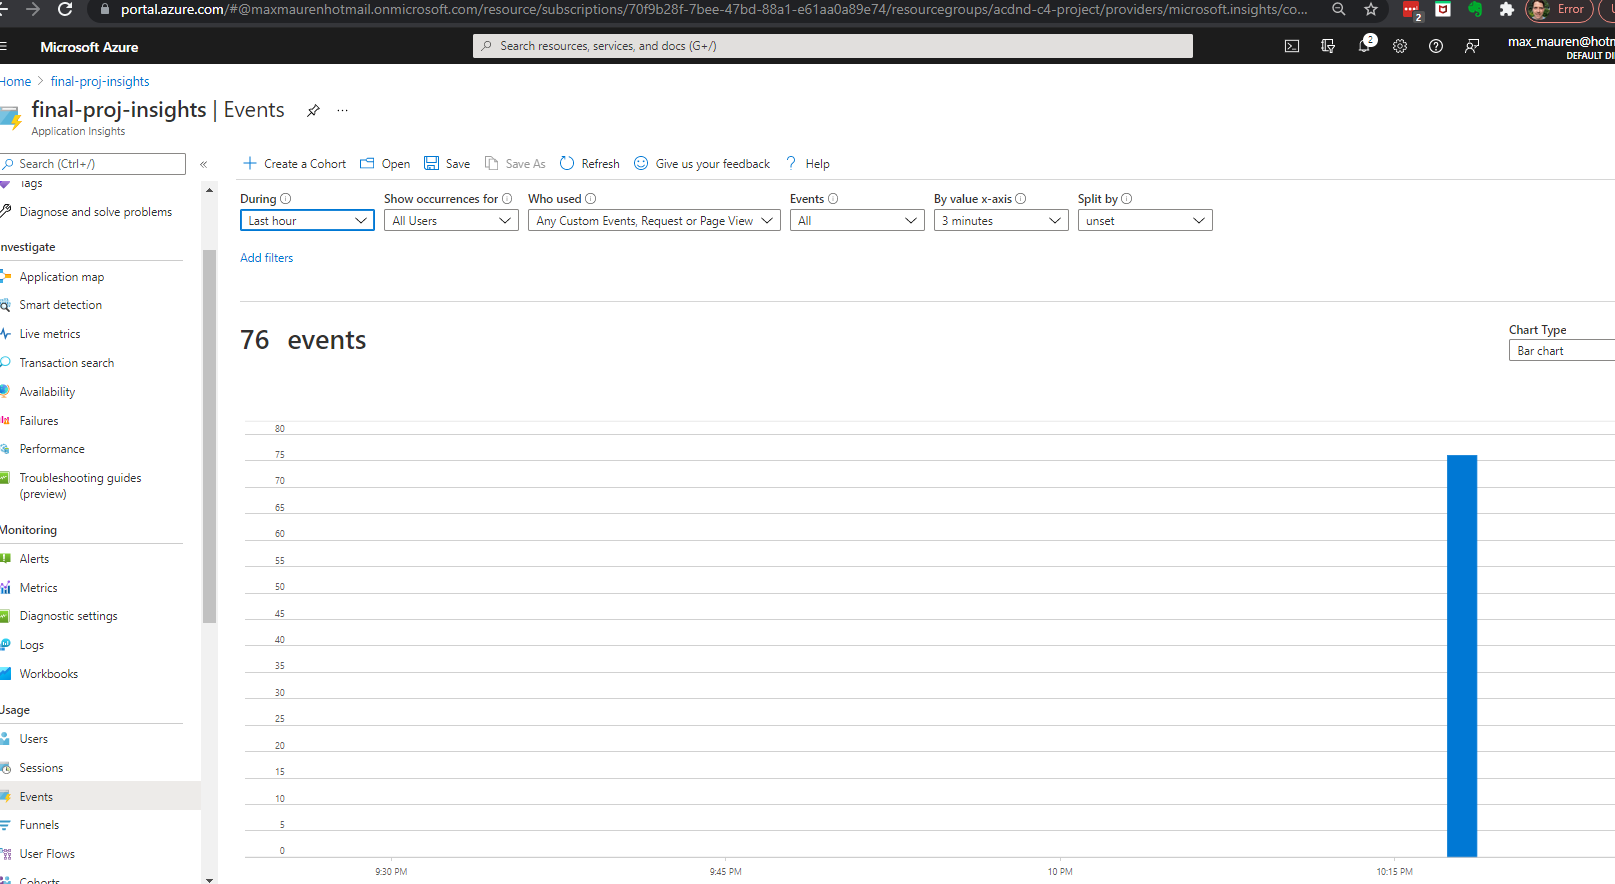 portal.azure.com/#@maxmaurenhotmail.onmicrosoft.com/resource/subscriptions/70f9b28f-7bee-47bd-88a1-e61aa0a89e74/resourcegroups/acdnd-c4-project/providers/microsoft.insights/co...
2
Error
Microsoft Azure
Search resources, services, and docs (G+/)
2
max_mauren@hotm
DEFAULT DI
Home > final-proj-insights
final-proj-insights | Events
Application Insights
Search (Ctrl+/)
«
Create a Cohort
Open
Save
Save As
Refresh
Give us your feedback
? Help
Tags
Diagnose and solve problems
Investigate
Application map
Smart detection
Live metrics
Transaction search
Availability
Failures
Performance
Troubleshooting guides
(preview)
Monitoring
Alerts
Metrics
Diagnostic settings
Logs
Workbooks
Usage
Users
Sessions
Events
Funnels
User Flows
Cohorts
During
Show occurrences for
Who used
Events
By value x-axis
Split by
Last hour
All Users
Any Custom Events, Request or Page View
All
3 minutes
unset
Add filters
76 events
Chart Type
Bar chart
80
75
70
65
60
55
50
45
40
35
30
25
20
15
10
5
0
9:30 PM
9:45 PM
10 PM
10:15 PM